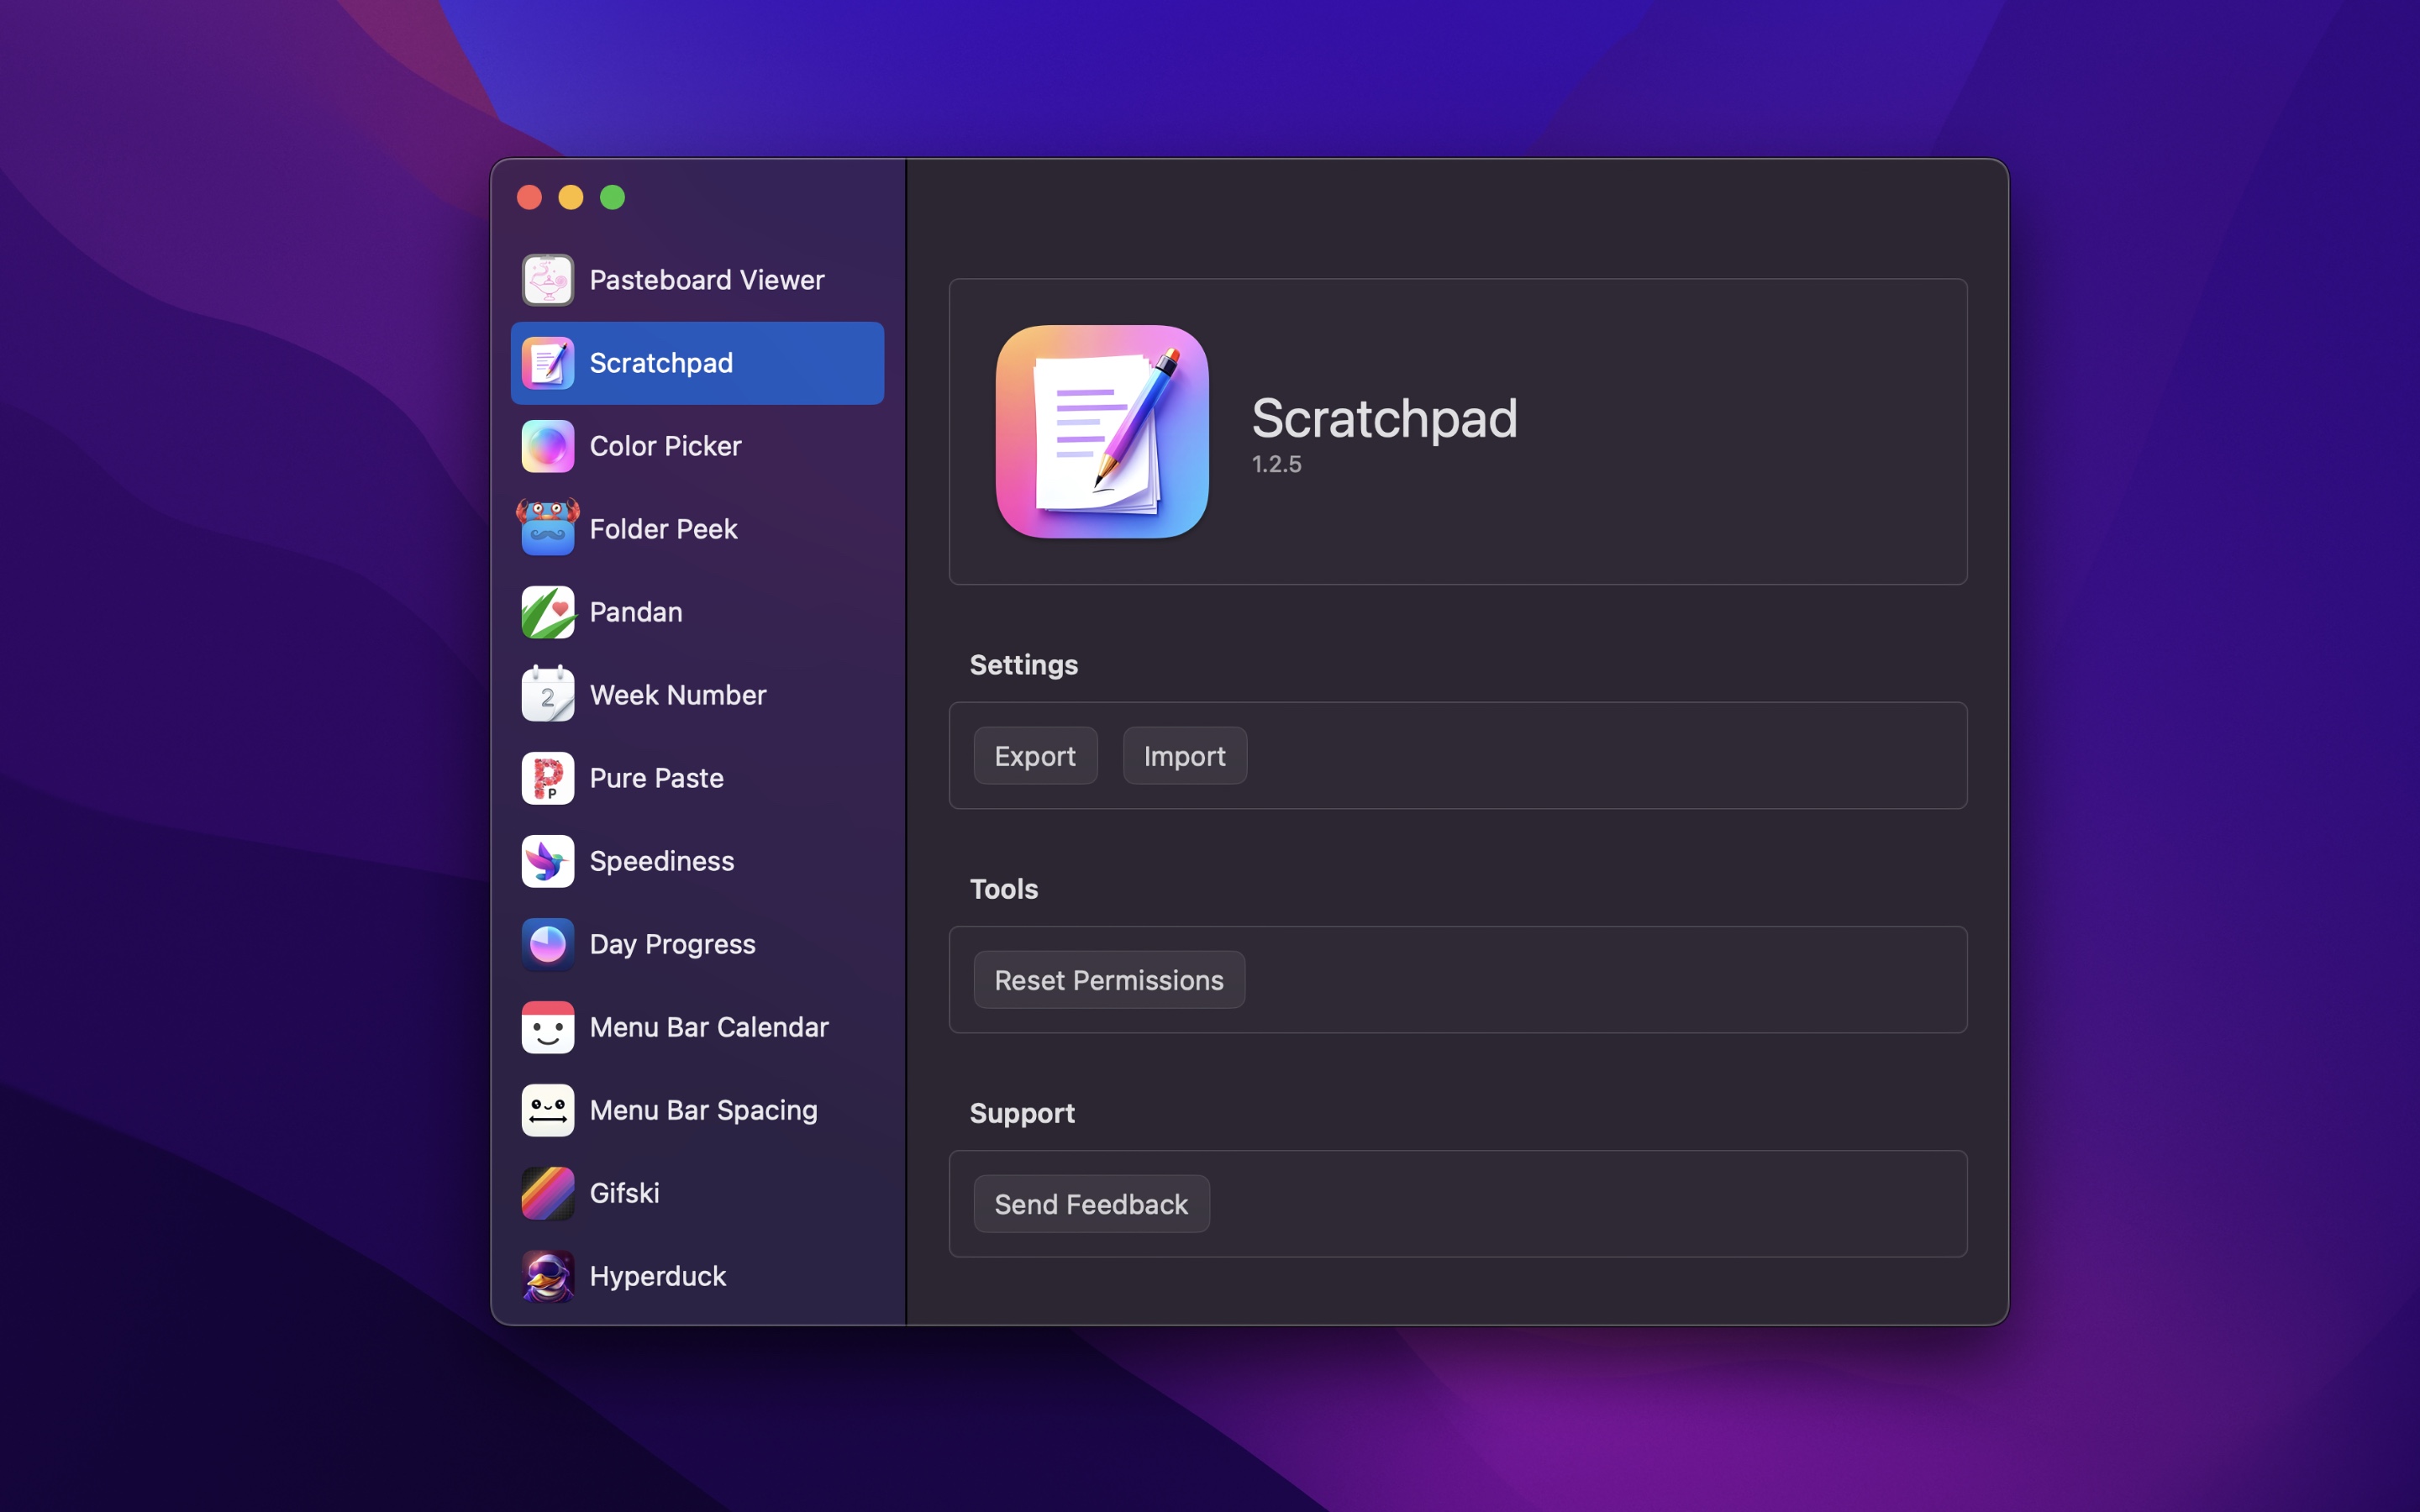 Pasteboard Viewer
Scratchpad
Color Picker
Folder Peek
Pandan
2
Week Number
P
P
Pure Paste
Speediness
Day Progress
Menu Bar Calendar
Menu Bar Spacing
Gifski
Hyperduck
Scratchpad
1.2.5
Settings
Export Import
Tools
Reset Permissions
Support
Send Feedback